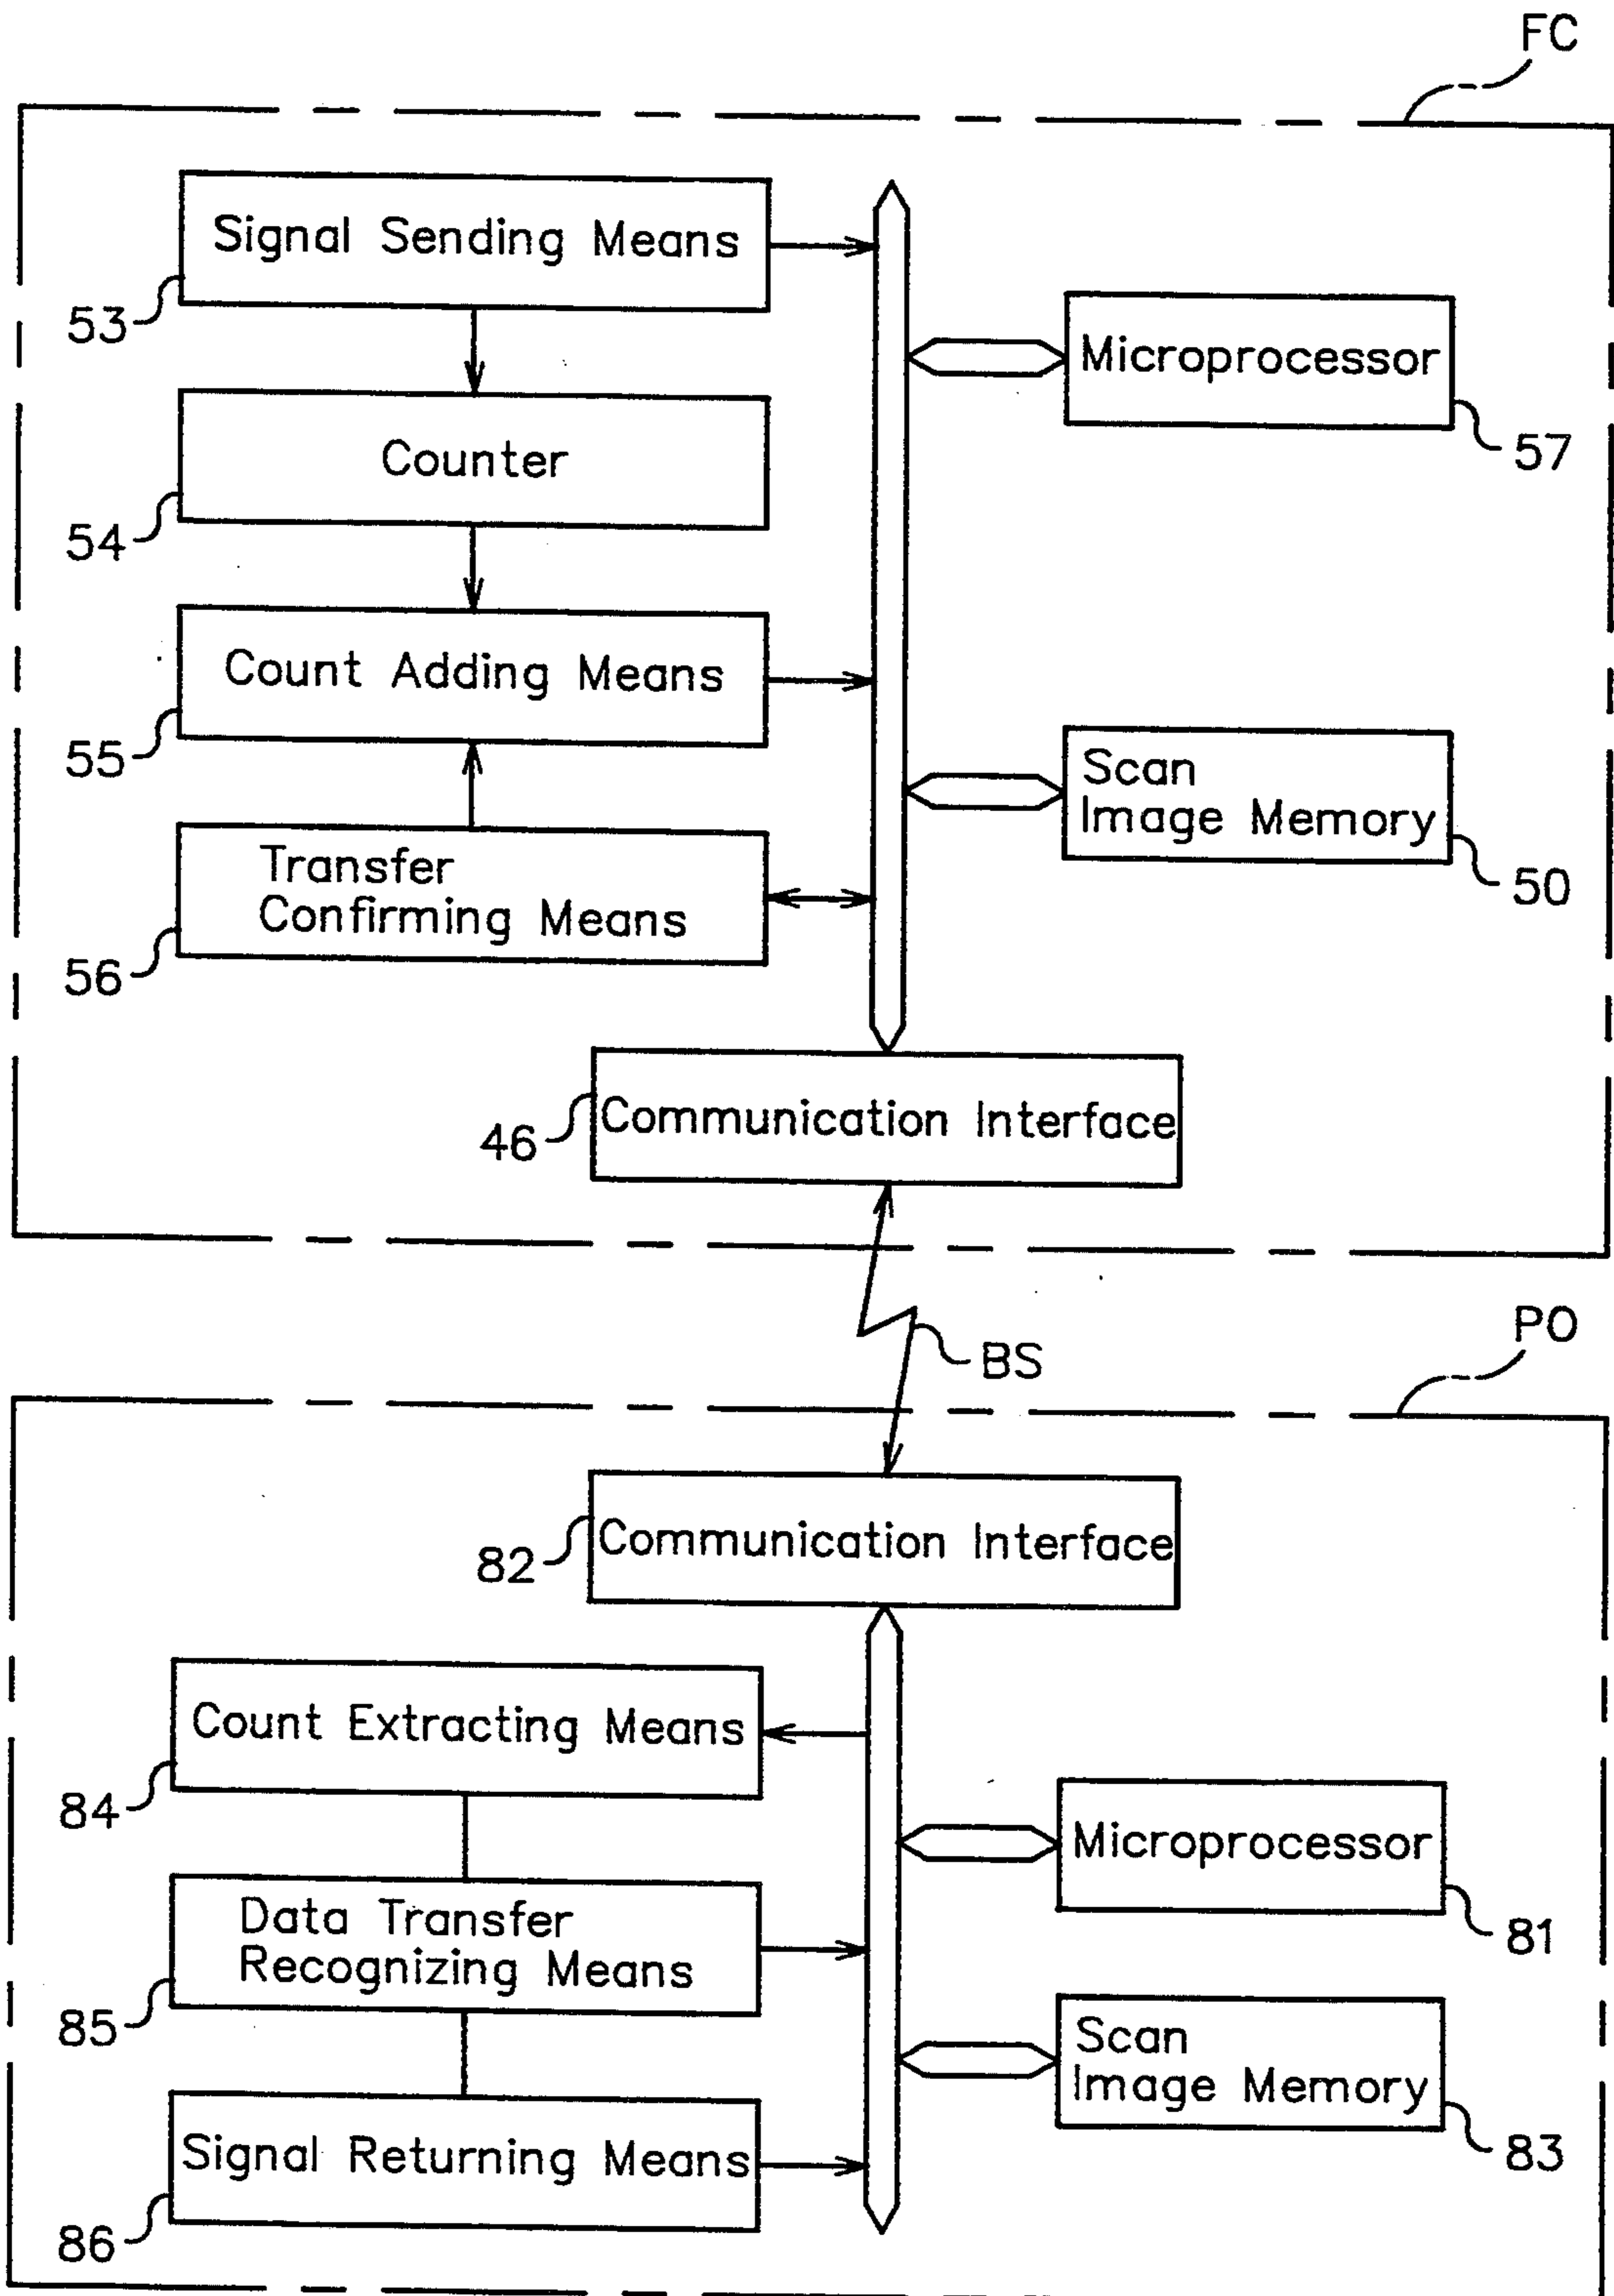 FC
Signal Sending Means
53
Microprocessor
57
Counter
54
Count Adding Means
55
Scan
Image Memory
50
Transfer
Confirming Means
56
Communication Interface
46
BS
PO
Communication Interface
82
Count Extracting Means
84
Microprocessor
81
Data Transfer
Recognizing Means
85
Scan
Image Memory
83
Signal Returning Means
86